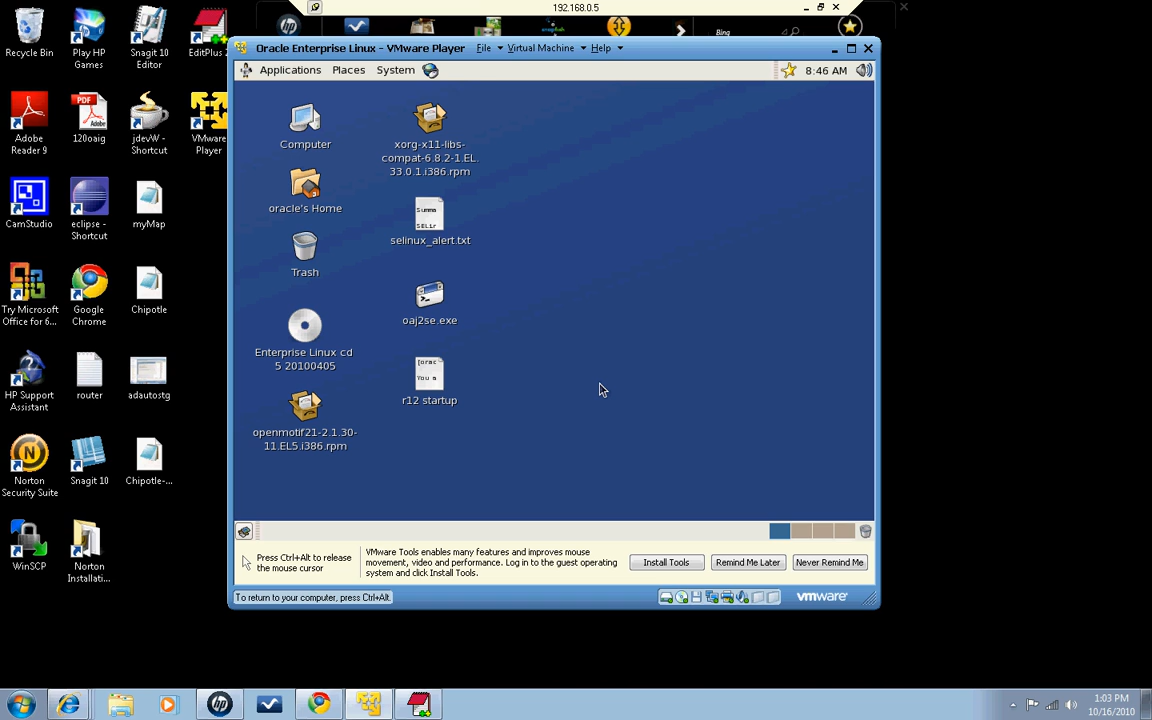 192.168.0.5
Recycle Bin
Play HP
Games
Snagit 10
Editor
EditPlus
Bing
Oracle Enterprise Linux - VMware Player
File
Virtual Machine
Help
Applications
Places
System
8:46 AM
Adobe
Reader 9
PDF
120oaig
jdevW -
Shortcut
VMware
Player
Computer
xorg-x11-libs-
compat-6.8.2-1.EL.
33.0.1.i386.rpm
oracle's Home
Summa
SELir
selinux_alert.txt
CamStudio
eclipse -
Shortcut
myMap
Trash
Try Microsoft
Office for 6...
Google
Chrome
Chipotle
oaj2se.exe
Enterprise Linux cd
5 20100405
[orac
You a
r12 startup
HP Support
Assistant
router
adautostg
openmotif21-2.1.30-
11.EL5.i386.rpm
Norton
Security Suite
Snagit 10
Chipotle-...
WinSCP
Norton
Installati...
Press Ctrl+Alt to release
the mouse cursor
VMware Tools enables many features and improves mouse
movement, video and performance. Log in to the guest operating
system and click Install Tools.
Install Tools
Remind Me Later
Never Remind Me
To return to your computer, press Ctrl+Alt.
vmware
hp
1:03 PM
10/16/2010